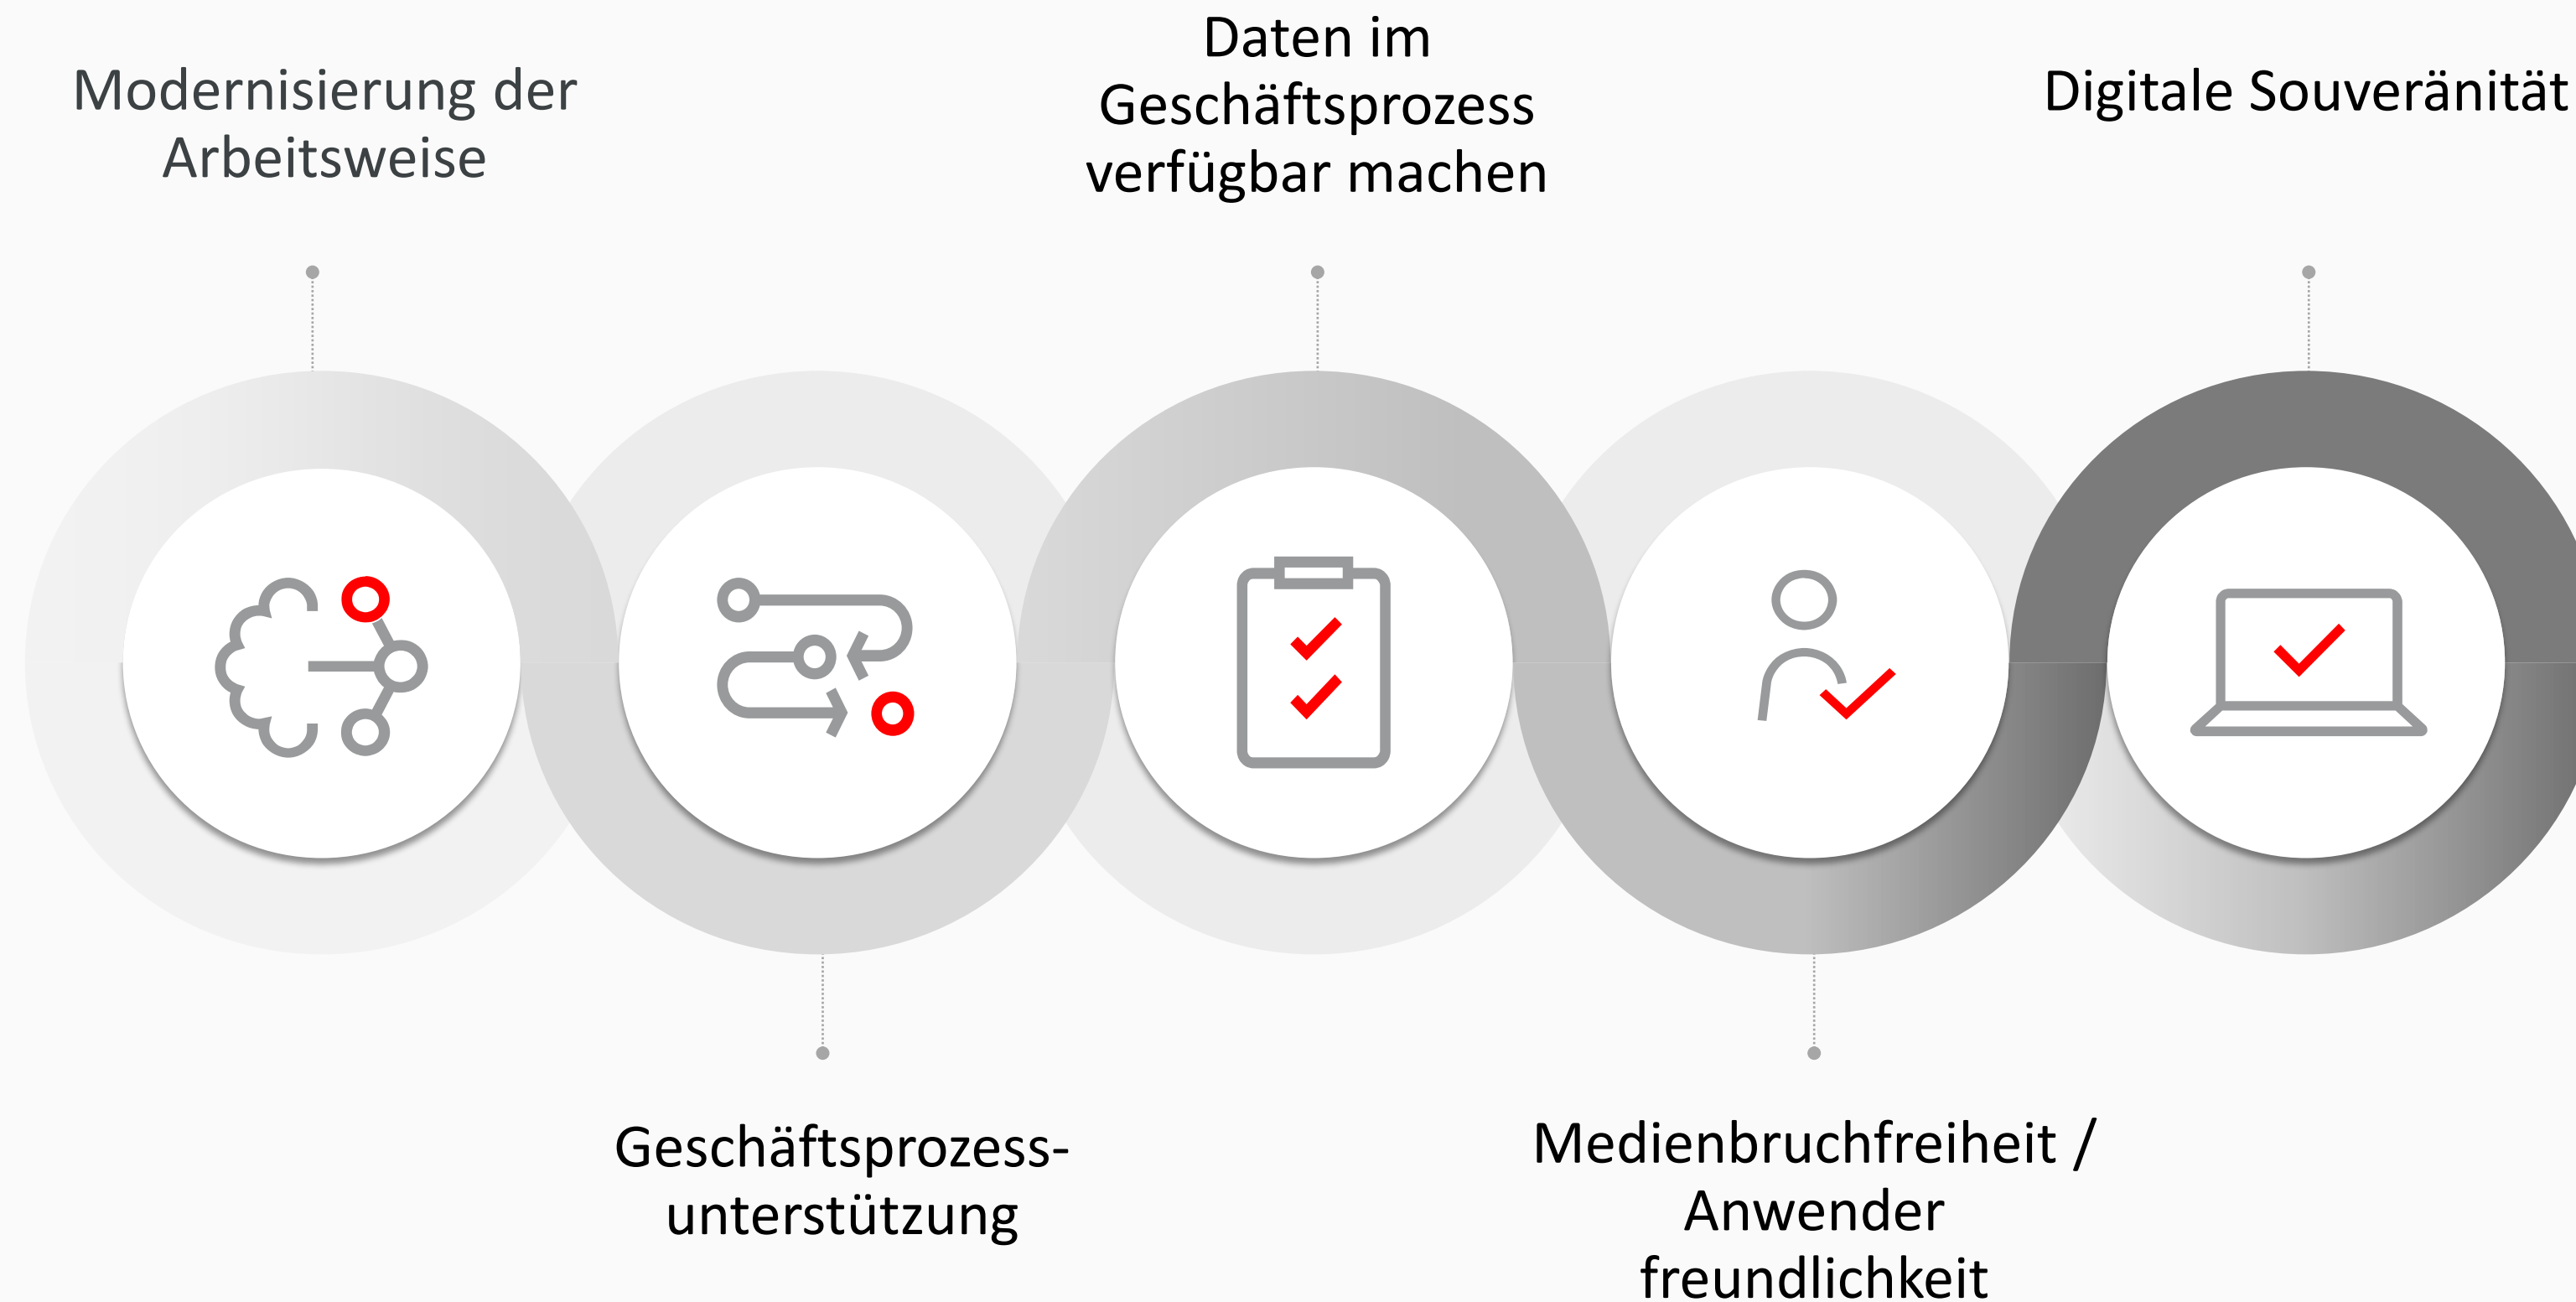 Modernisierung der
Arbeitsweise
Geschäftsprozess-
unterstützung
Daten im
Geschäftsprozess
verfügbar machen
Medienbruchfreiheit /
Anwender
freundlichkeit
Digitale Souveränität